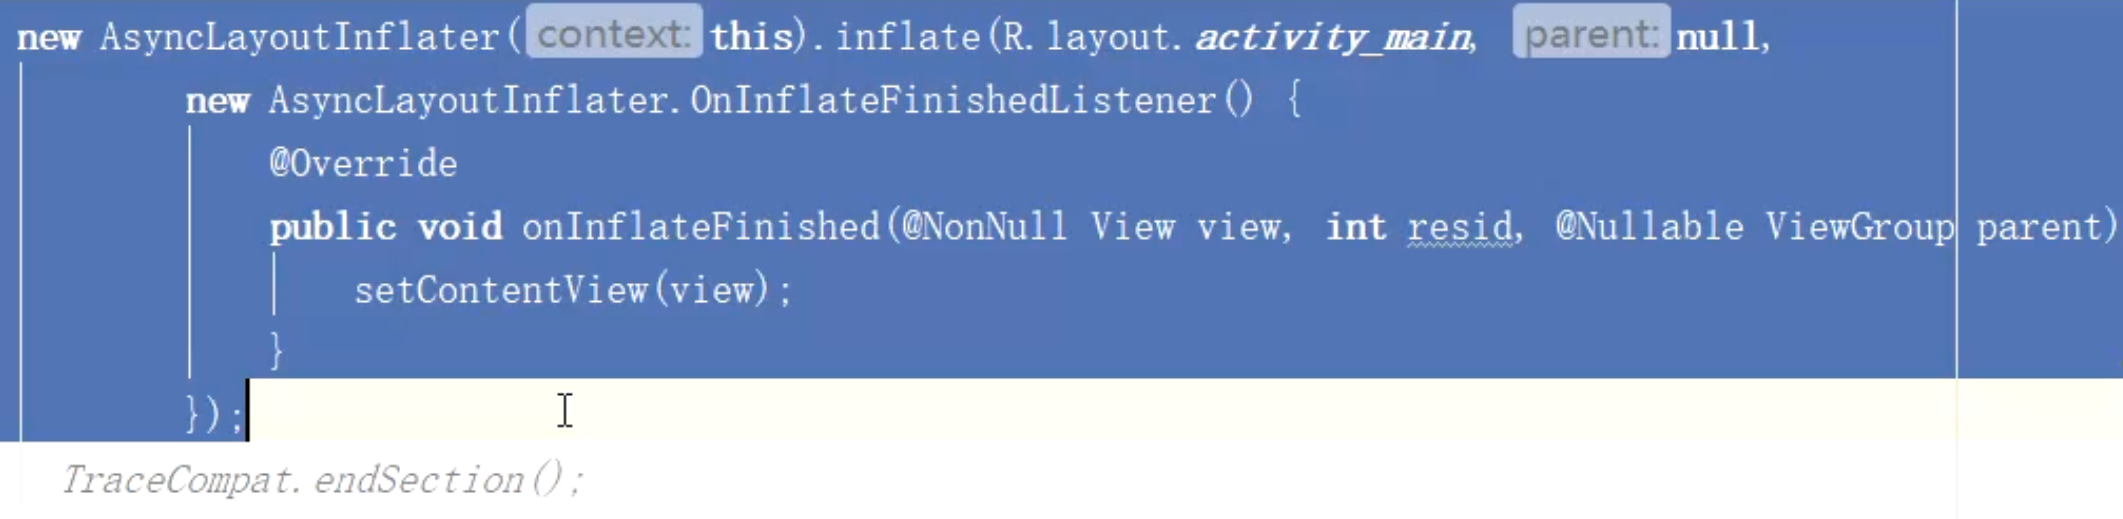 new AsyncLayoutInflater( context: this).inflate(R.layout.activity_main, parent: null,
new AsyncLayoutInflater.OnInflateFinishedListener() {
@Override
public void onInflateFinished(@NonNull View view, int resid, @Nullable ViewGroup parent)
setContentView(view);
}
});
TraceCompat.endSection();